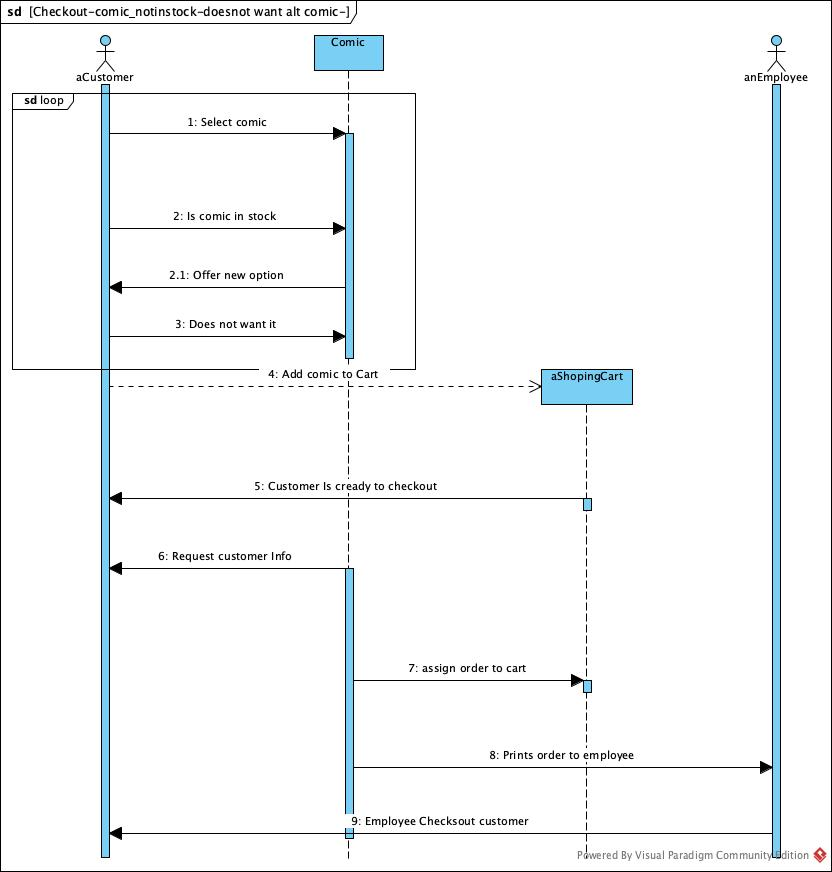 sd [Checkout-comic_notinstock-doesnot want alt comic-]
Comic
aCustomer
anEmployee
sd loop
1: Select comic
2: Is comic in stock
2.1: Offer new option
3: Does not want it
4: Add comic to Cart
aShopingCart
5: Customer Is cready to checkout
6: Request customer Info
7: assign order to cart
8: Prints order to employee
9: Employee Checksout customer
Powered By Visual Paradigm Community Edition